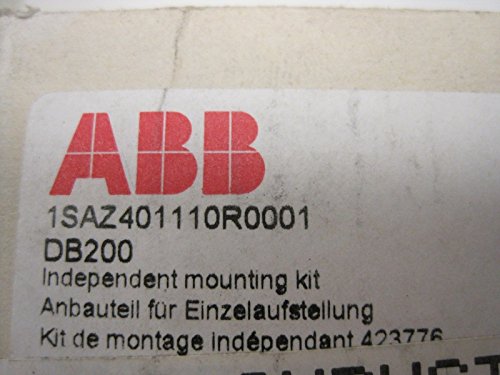 ABB
1SAZ401110R0001
DB200
Independent mounting kit
Anbauteil für Einzelaufstellung
Kit de montage indépendant 423776